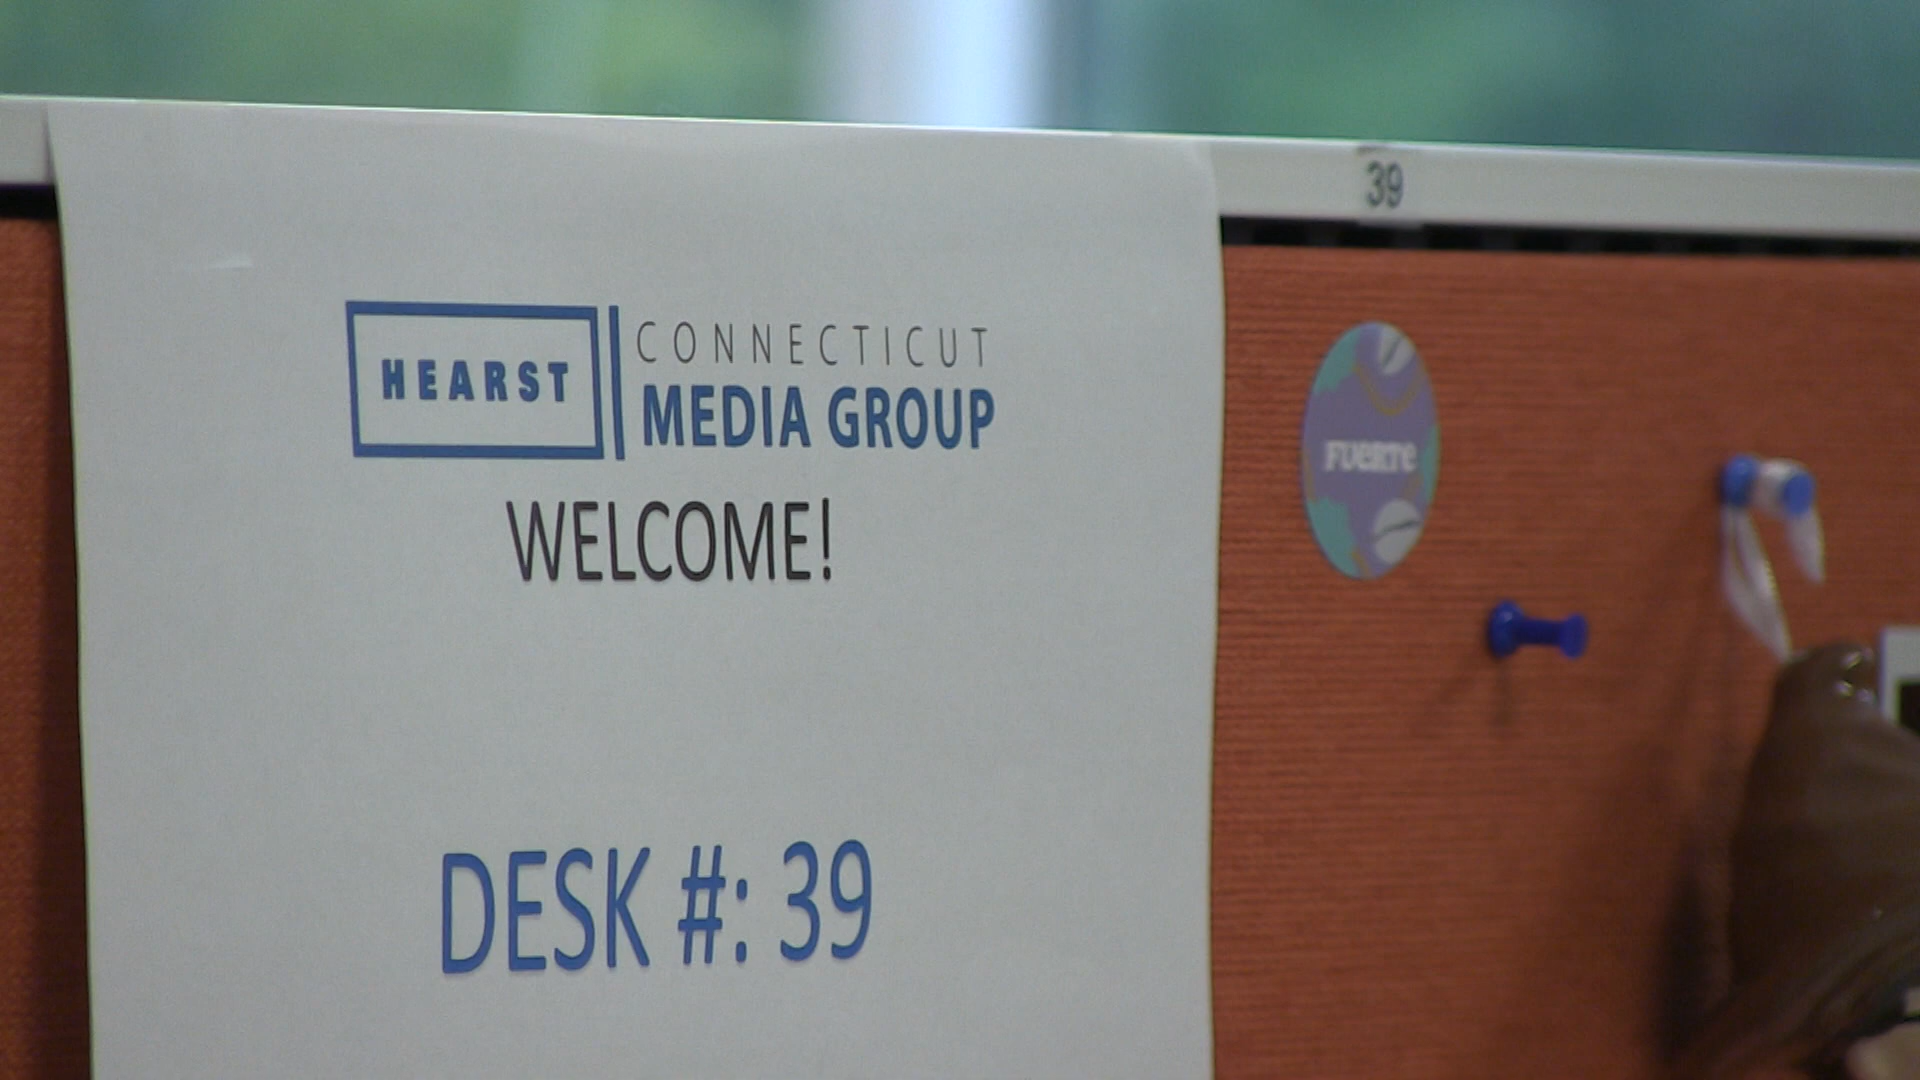 39
HEARST
CONNECTICUT
MEDIA GROUP
WELCOME!
FUERTE
DESK #: 39